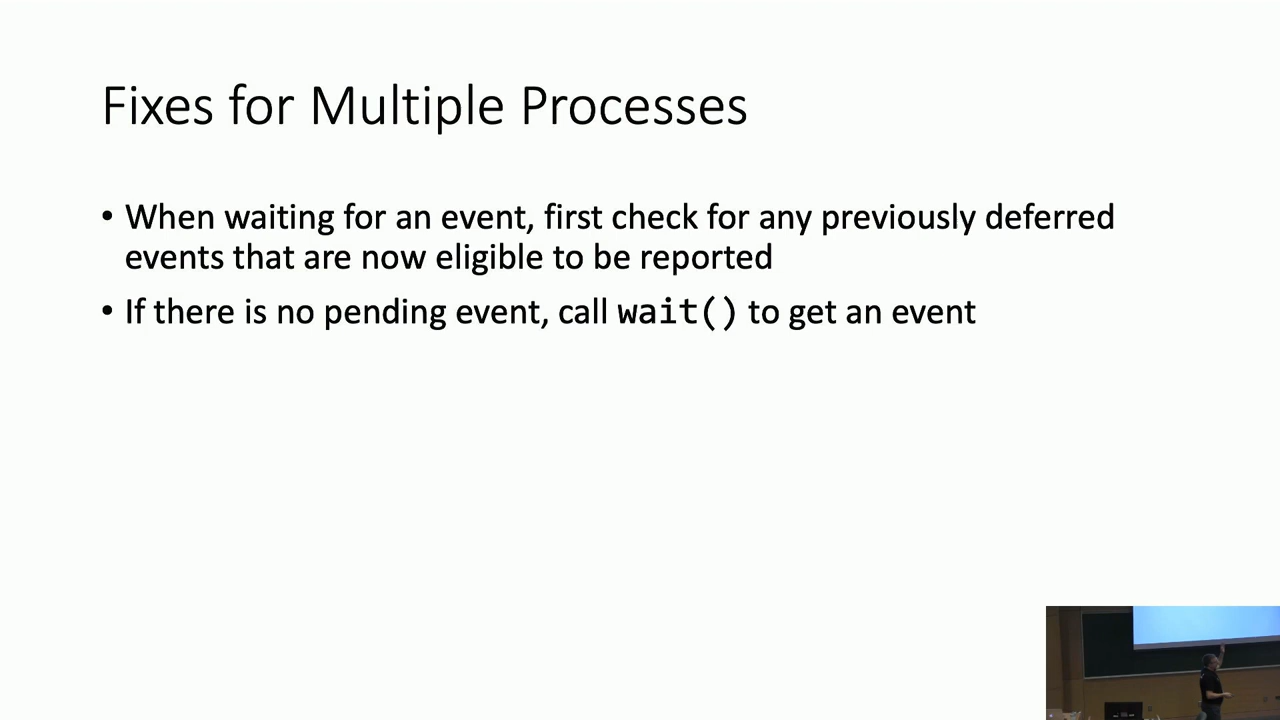 Fixes for Multiple Processes
• When waiting for an event, first check for any previously deferred
events that are now eligible to be reported
• If there is no pending event, call wait() to get an event